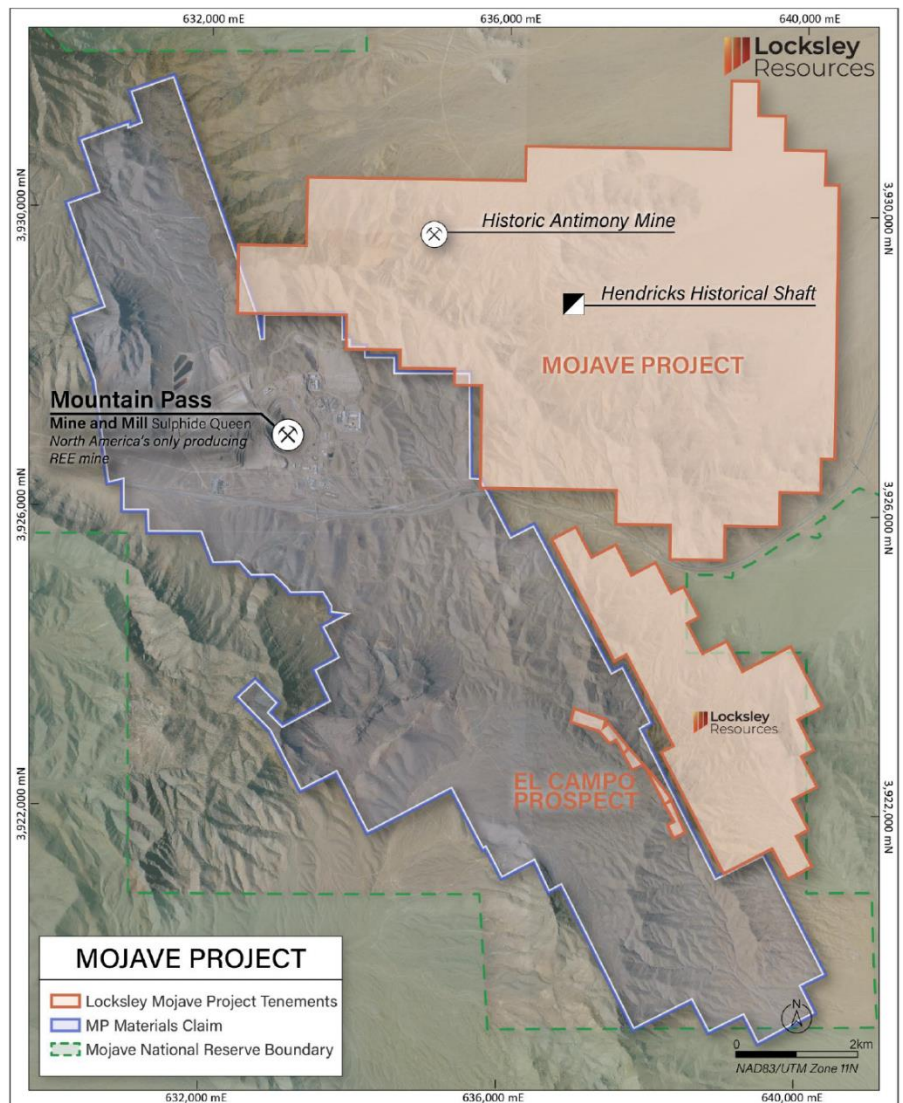 632,000 mE
636,000 mE
640,000 mE
Locksley
Resources
3,930,000 mN
3,930,000 mN
Historic Antimony Mine
Hendricks Historical Shaft
MOJAVE PROJECT
Mountain Pass
Mine and Mill Sulphide Queen
North America's only producing
REE mine
3,926,000 mN
3,926,000 mN
Locksley
Resources
EL CAMPO
PROSPECT
3,922,000 mN
3,922,000 mN
MOJAVE PROJECT
Locksley Mojave Project Tenements
MP Materials Claim
Mojave National Reserve Boundary
N
0 2km
NAD83/UTM Zone 11N
632,000 mE
636,000 mE
640,000 mE